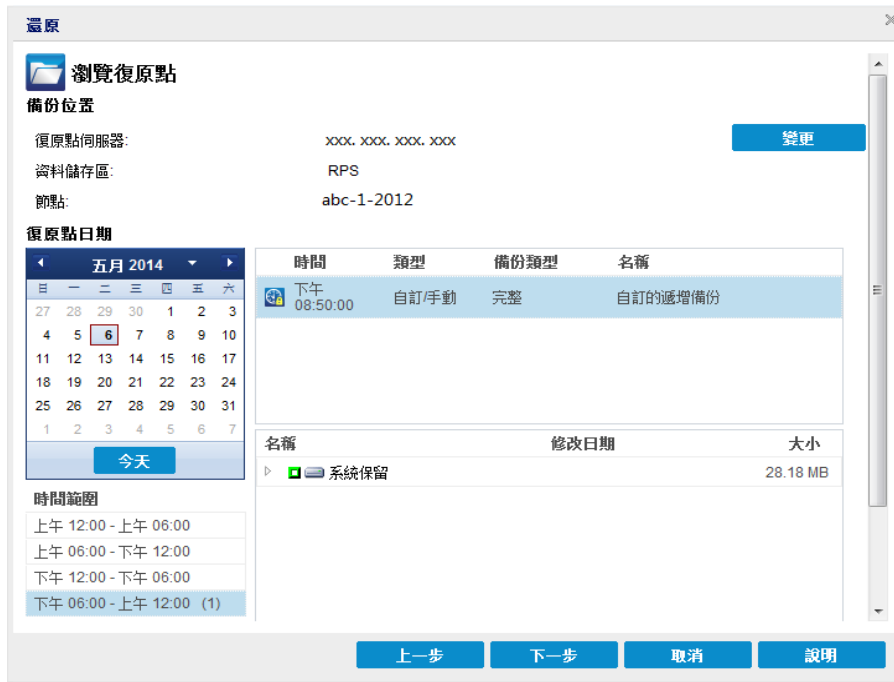 還原
瀏覽復原點
備份位置
復原點伺服器: xxx. xxx. xxx. xxx 變更
資料儲存區: RPS
節點: abc-1-2012
復原點日期
五月 2014
日 一 二 三 四 五 六
27 28 29 30 1 2 3
4 5 6 7 8 9 10
11 12 13 14 15 16 17
18 19 20 21 22 23 24
25 26 27 28 29 30 31
1 2 3 4 5 6 7
今天
時間範圍
上午 12:00 - 上午 06:00
上午 06:00 - 下午 12:00
下午 12:00 - 下午 06:00
下午 06:00 - 上午 12:00 (1)
時間 類型 備份類型 名稱
下午
08:50:00 自訂/手動 完整 自訂的遞增備份
名稱 修改日期 大小
系統保留 28.18 MB
上一步 下一步 取消 說明